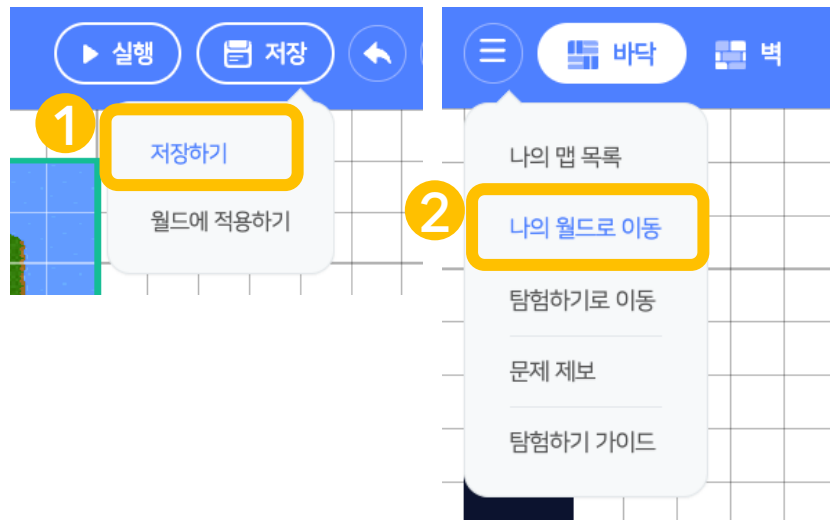 실행
저장
1
저장하기
월드에 적용하기
바닥
벽
나의 맵 목록
2
나의 월드로 이동
탐험하기로 이동
문제 제보
탐험하기 가이드